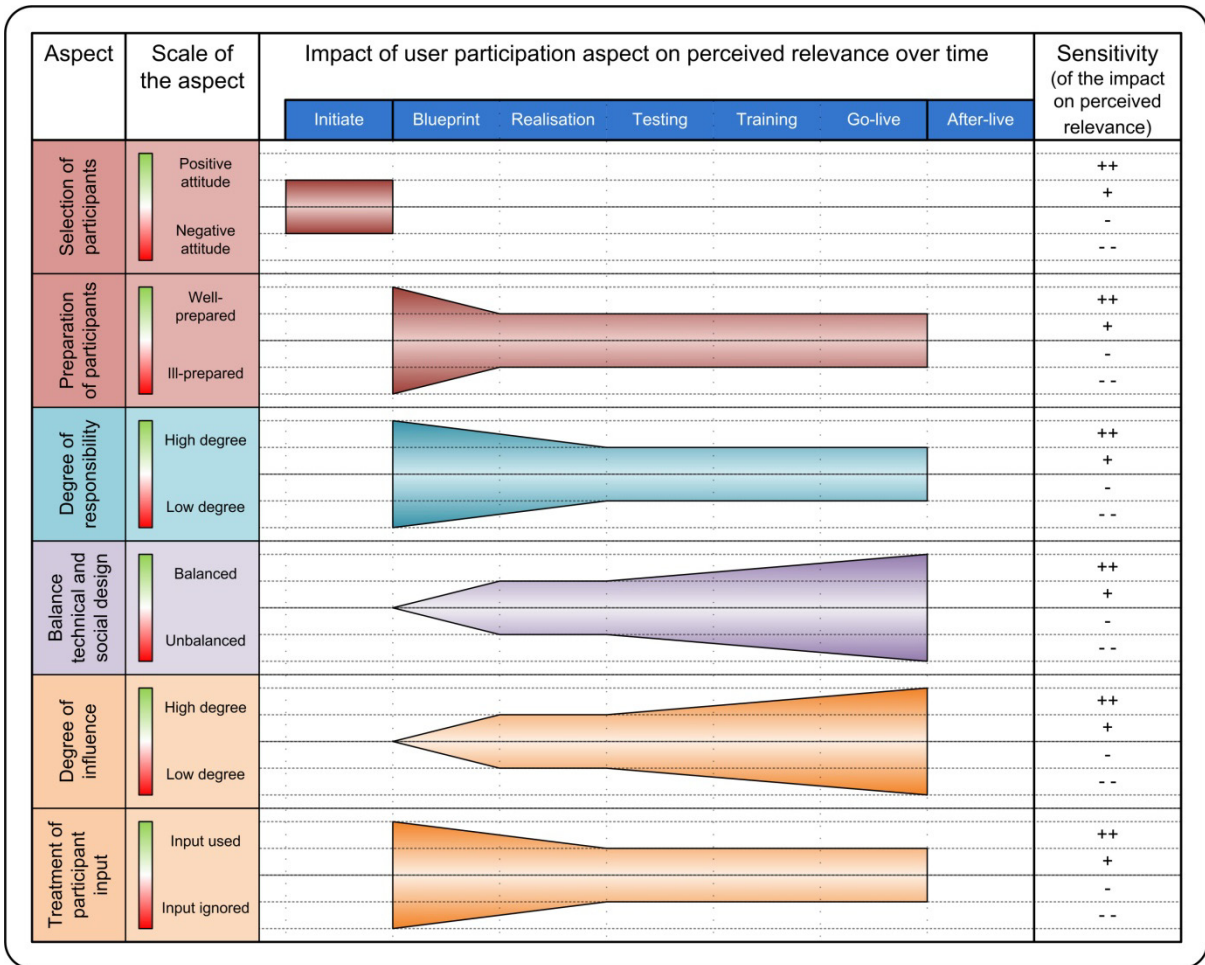 Aspect
Scale of
the aspect
Impact of user participation aspect on perceived relevance over time
Sensitivity
(of the impact
on perceived
relevance)
Initiate
Blueprint
Realisation
Testing
Training
Go-live
After-live
Selection of
participants
Positive
attitude
Negative
attitude
++
+
-
- -
Preparation
of participants
Well-
prepared
Ill-prepared
++
+
-
- -
Degree of
responsibility
High degree
Low degree
++
+
-
- -
Balance
technical and
social design
Balanced
Unbalanced
++
+
-
- -
Degree of
influence
High degree
Low degree
++
+
-
- -
Treatment of
participant
input
Input used
Input ignored
++
+
-
- -